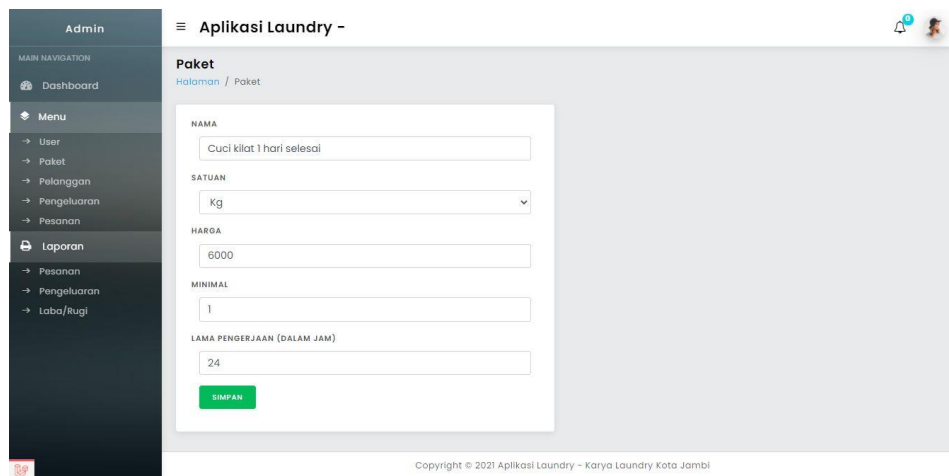 Admin
MAIN NAVIGATION
Dashboard
Menu
→ User
→ Paket
→ Pelanggan
→ Pengeluaran
→ Pesanan
Laporan
→ Pesanan
→ Pengeluaran
→ Laba/Rugi
Aplikasi Laundry -
0
Paket
Halaman / Paket
NAMA
Cuci kilat 1 hari selesai
SATUAN
Kg
HARGA
6000
MINIMAL
1
LAMA PENGERJAAN (DALAM JAM)
24
SIMPAN
Copyright © 2021 Aplikasi Laundry - Karya Laundry Kota Jambi